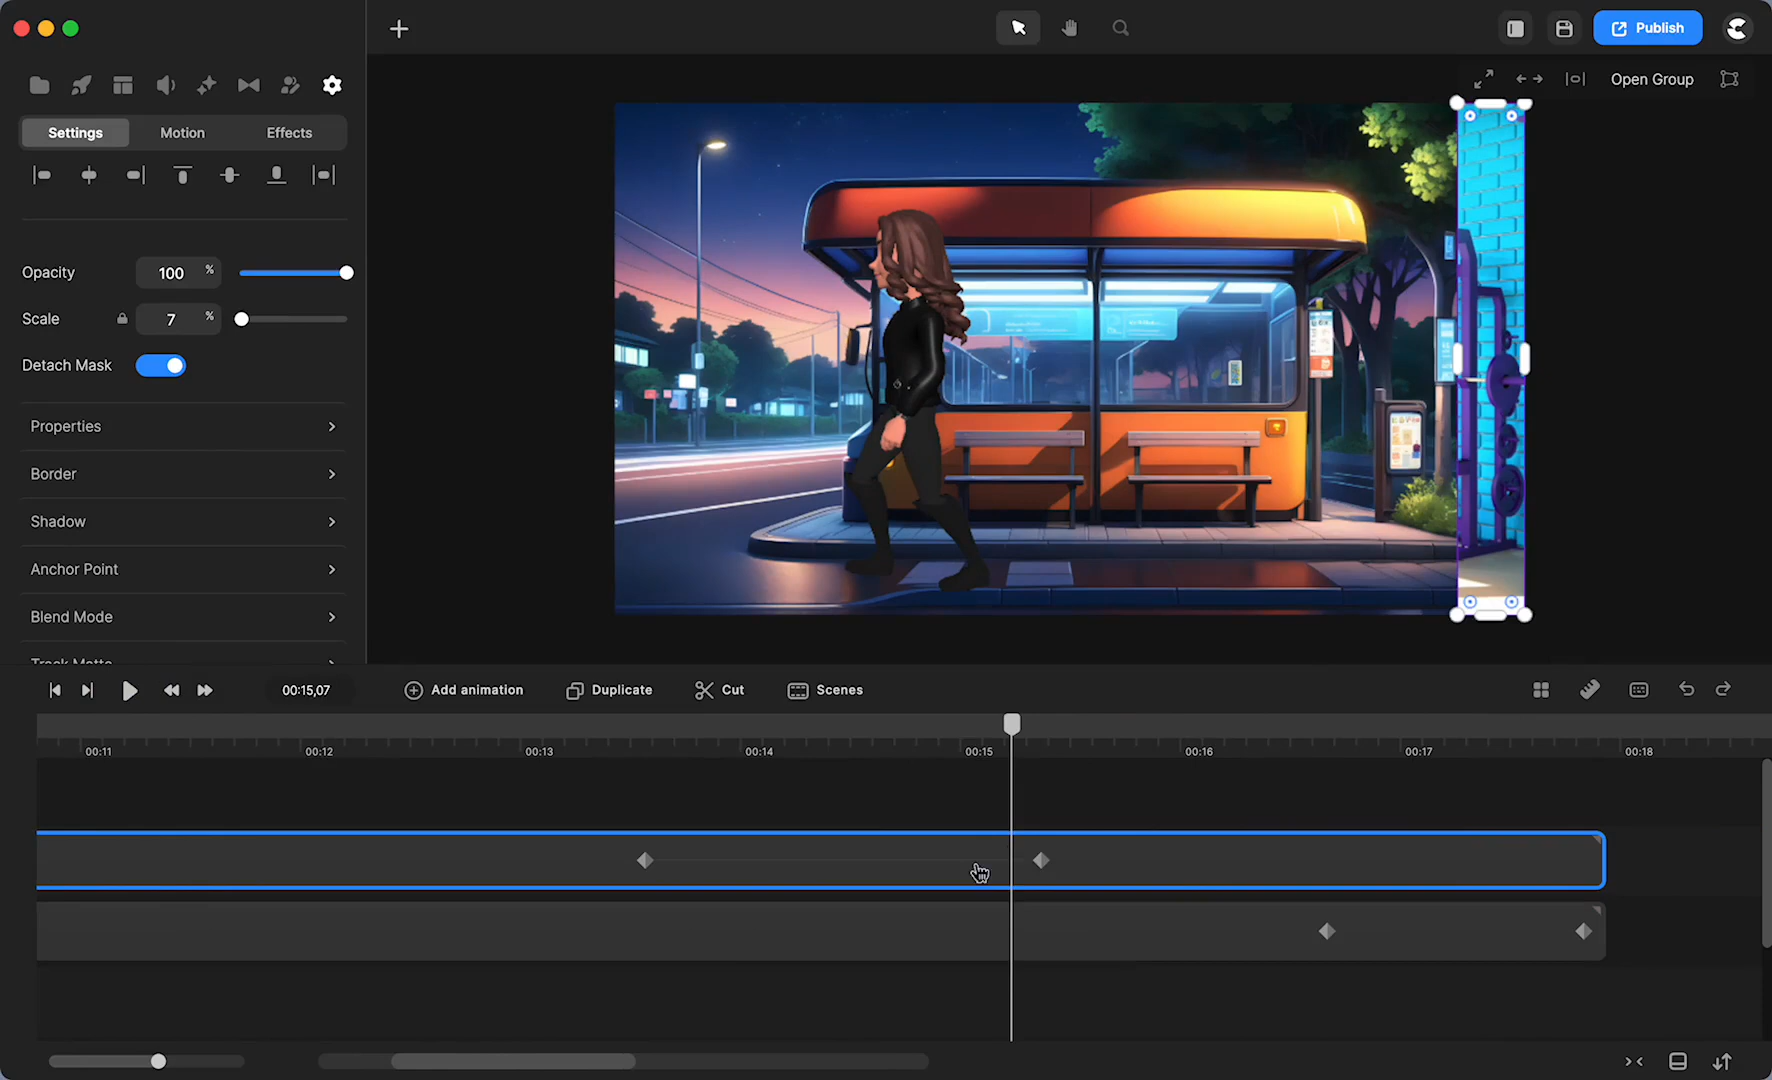 Publish
Open Group
Settings
Motion
Effects
Opacity
100
%
Scale
7
%
Detach Mask
Properties
Border
Shadow
Anchor Point
Blend Mode
00:15,07
Add animation
Duplicate
Cut
Scenes
00:11
00:12
00:13
00:14
00:15
00:16
00:17
00:18